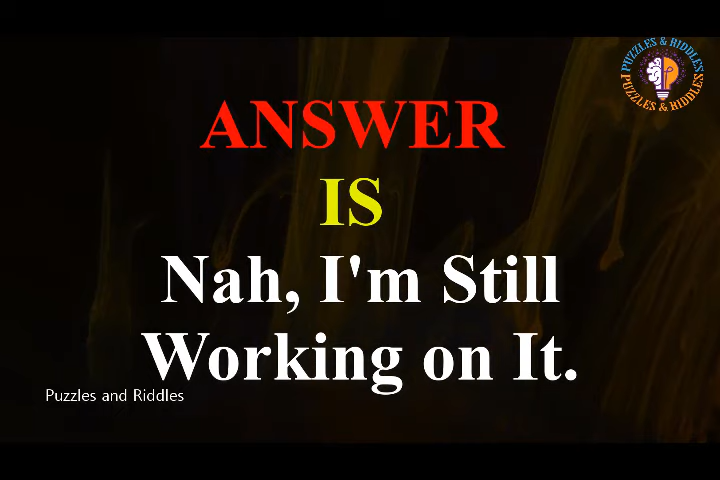 PUZZLES & RIDDLES
PUZZLES & RIDDLES
ANSWER
IS
Nah, I'm Still
Working on It.
Puzzles and Riddles